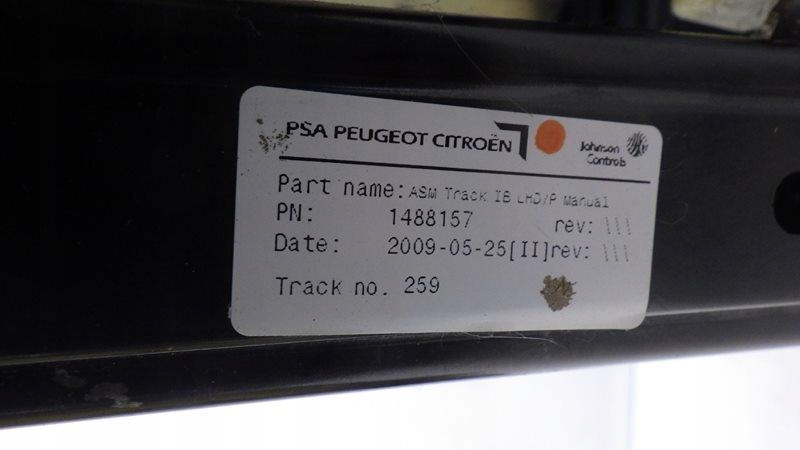 PSA PEUGEOT CITROËN
Johnson Controls
Part name: ASM Track IB LHD/P Manual
PN: 1488157 rev: \\\
Date: 2009-05-25[II]rev: \\\
Track no. 259